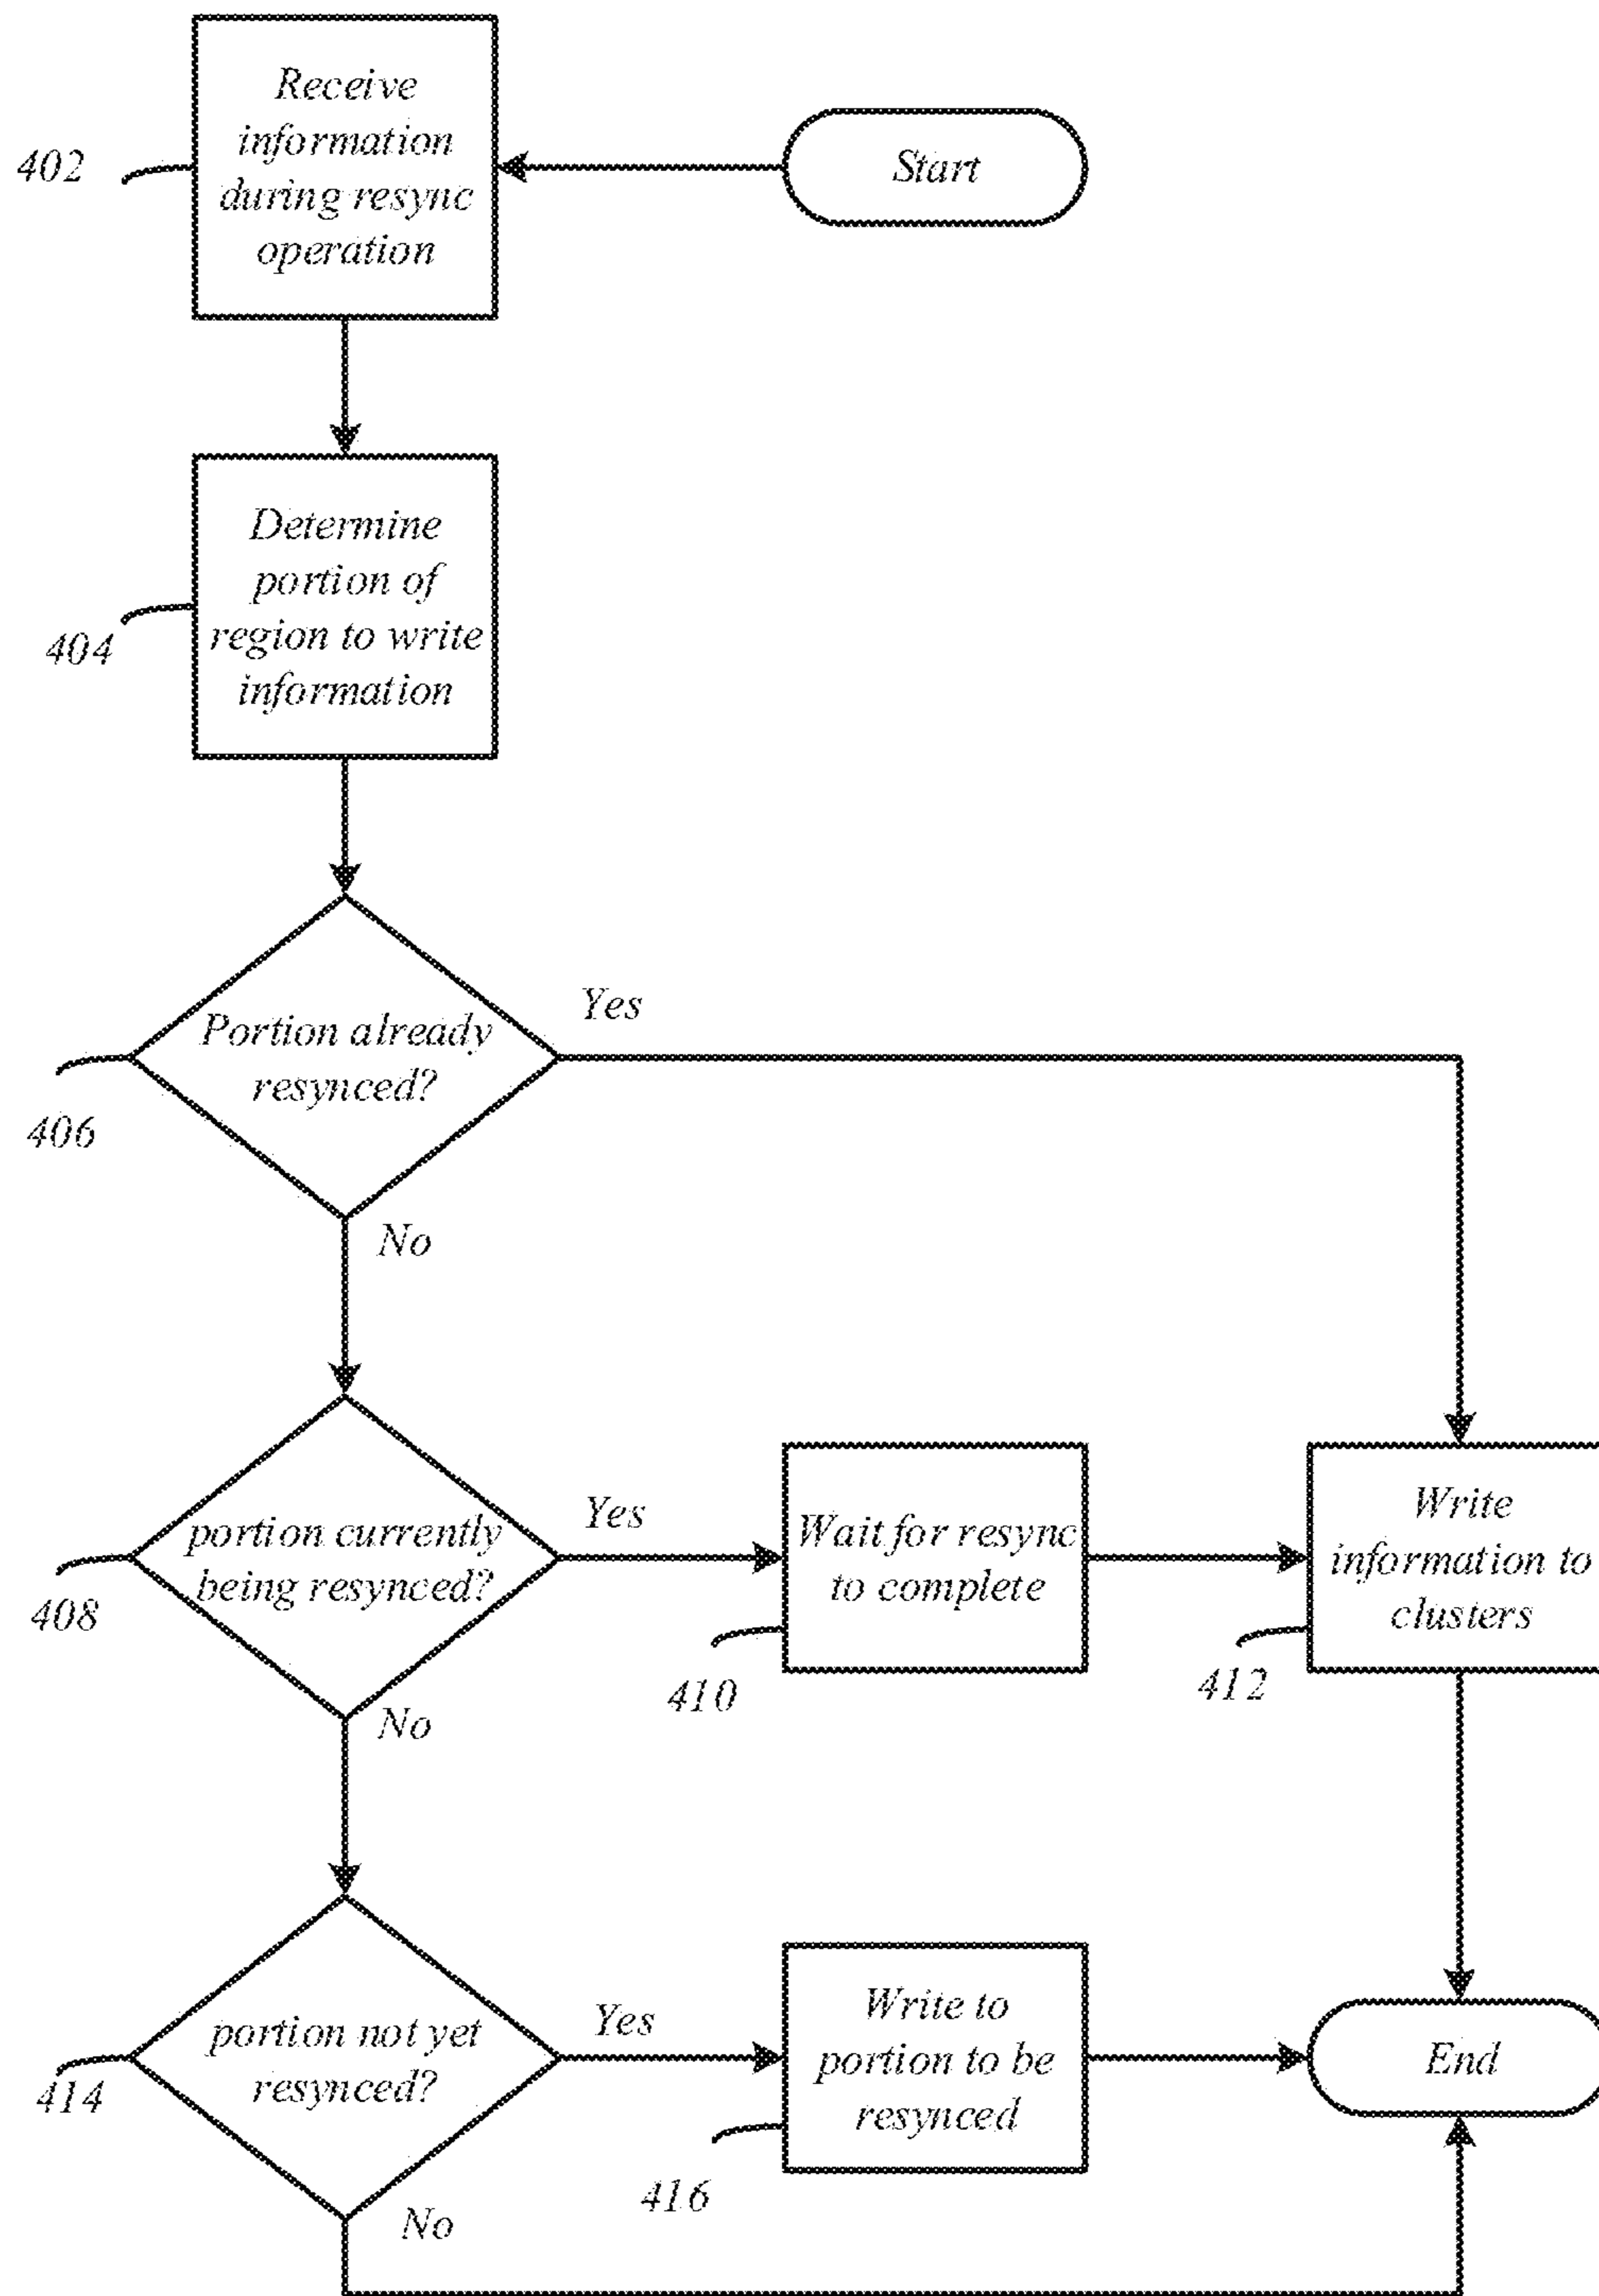 Receive
information
during resync
operation
402
Start
Determine
portion of
region to write
information
404
Portion already
resynced?
Yes
406
No
portion currently
being resynced?
Yes
408
No
Wait for resync
to complete
410
Write
information to
clusters
412
portion not yet
resynced?
Yes
414
No
Write to
portion to be
resynced
416
End